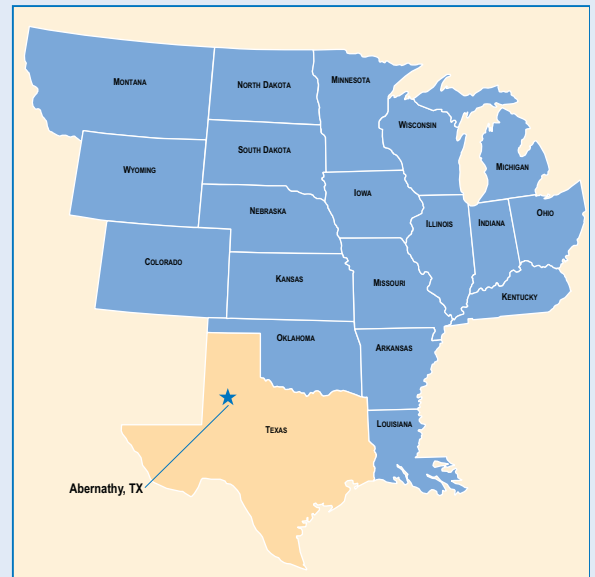 MONTANA
NORTH DAKOTA
MINNESOTA
WISCONSIN
SOUTH DAKOTA
MICHIGAN
WYOMING
IOWA
NEBRASKA
OHIO
ILLINOIS
INDIANA
COLORADO
KANSAS
MISSOURI
KENTUCKY
OKLAHOMA
ARKANSAS
LOUISIANA
TEXAS
Abernathy, TX